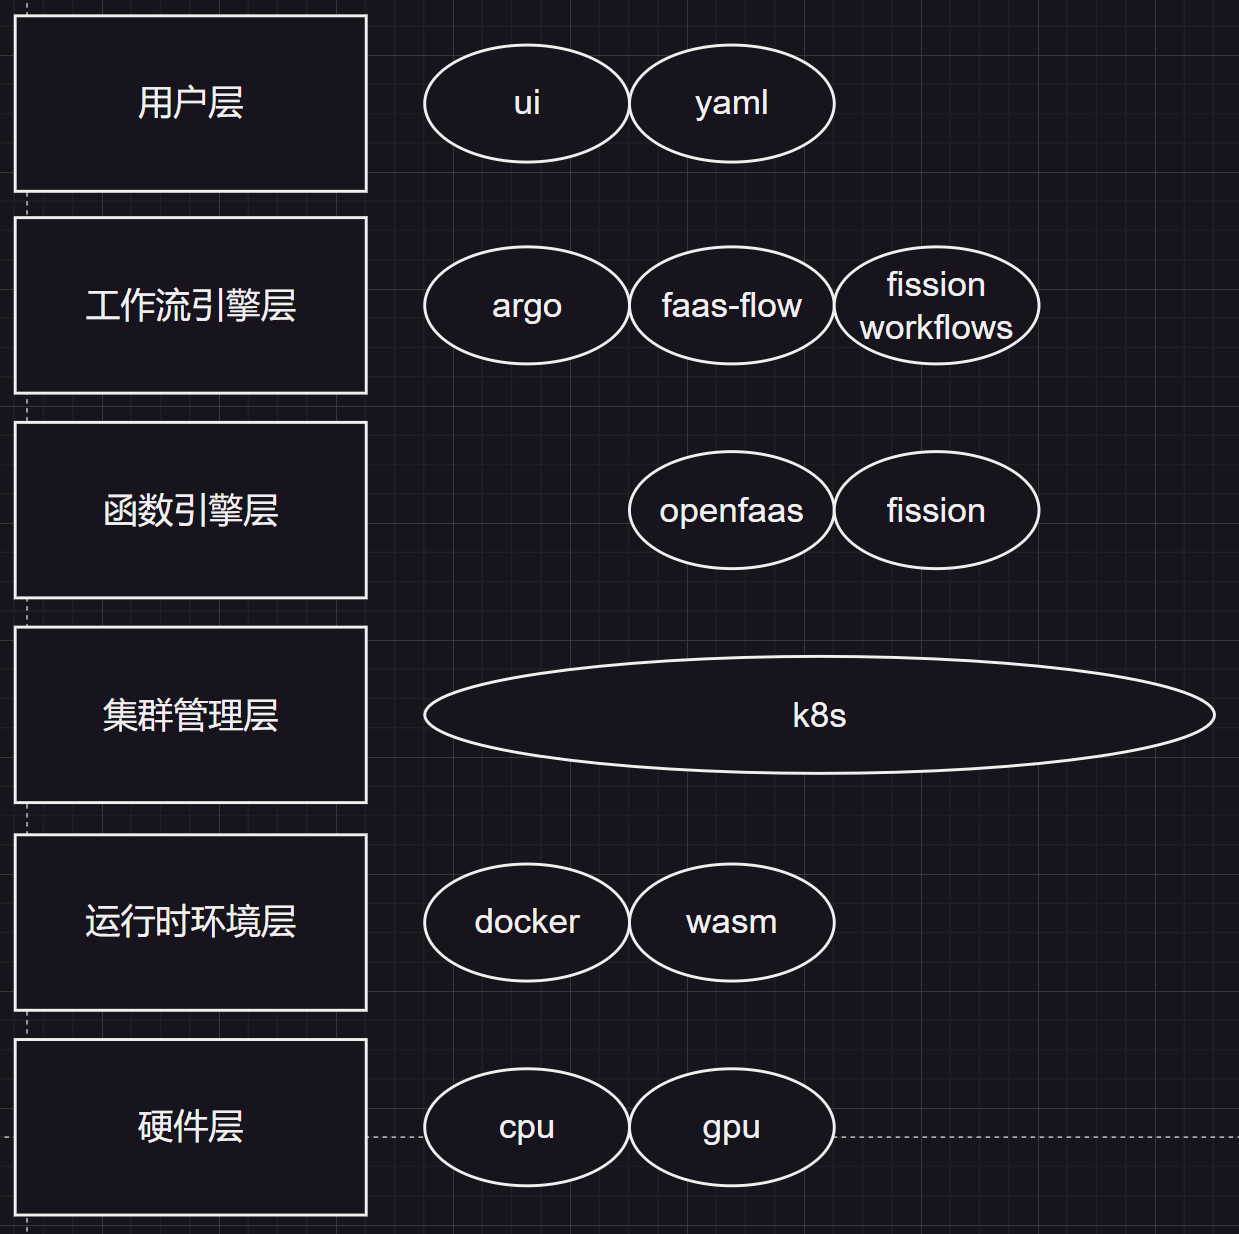 用户层
ui
yaml
工作流引擎层
argo
faas-flow
fission
workflows
函数引擎层
openfaas
fission
集群管理层
k8s
运行时环境层
docker
wasm
硬件层
cpu
gpu